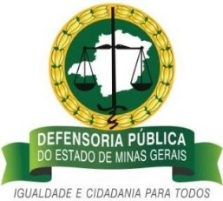 DEFENSORIA PÚBLICA
DO ESTADO DE MINAS GERAIS
IGUALDADE E CIDADANIA PARA TODOS